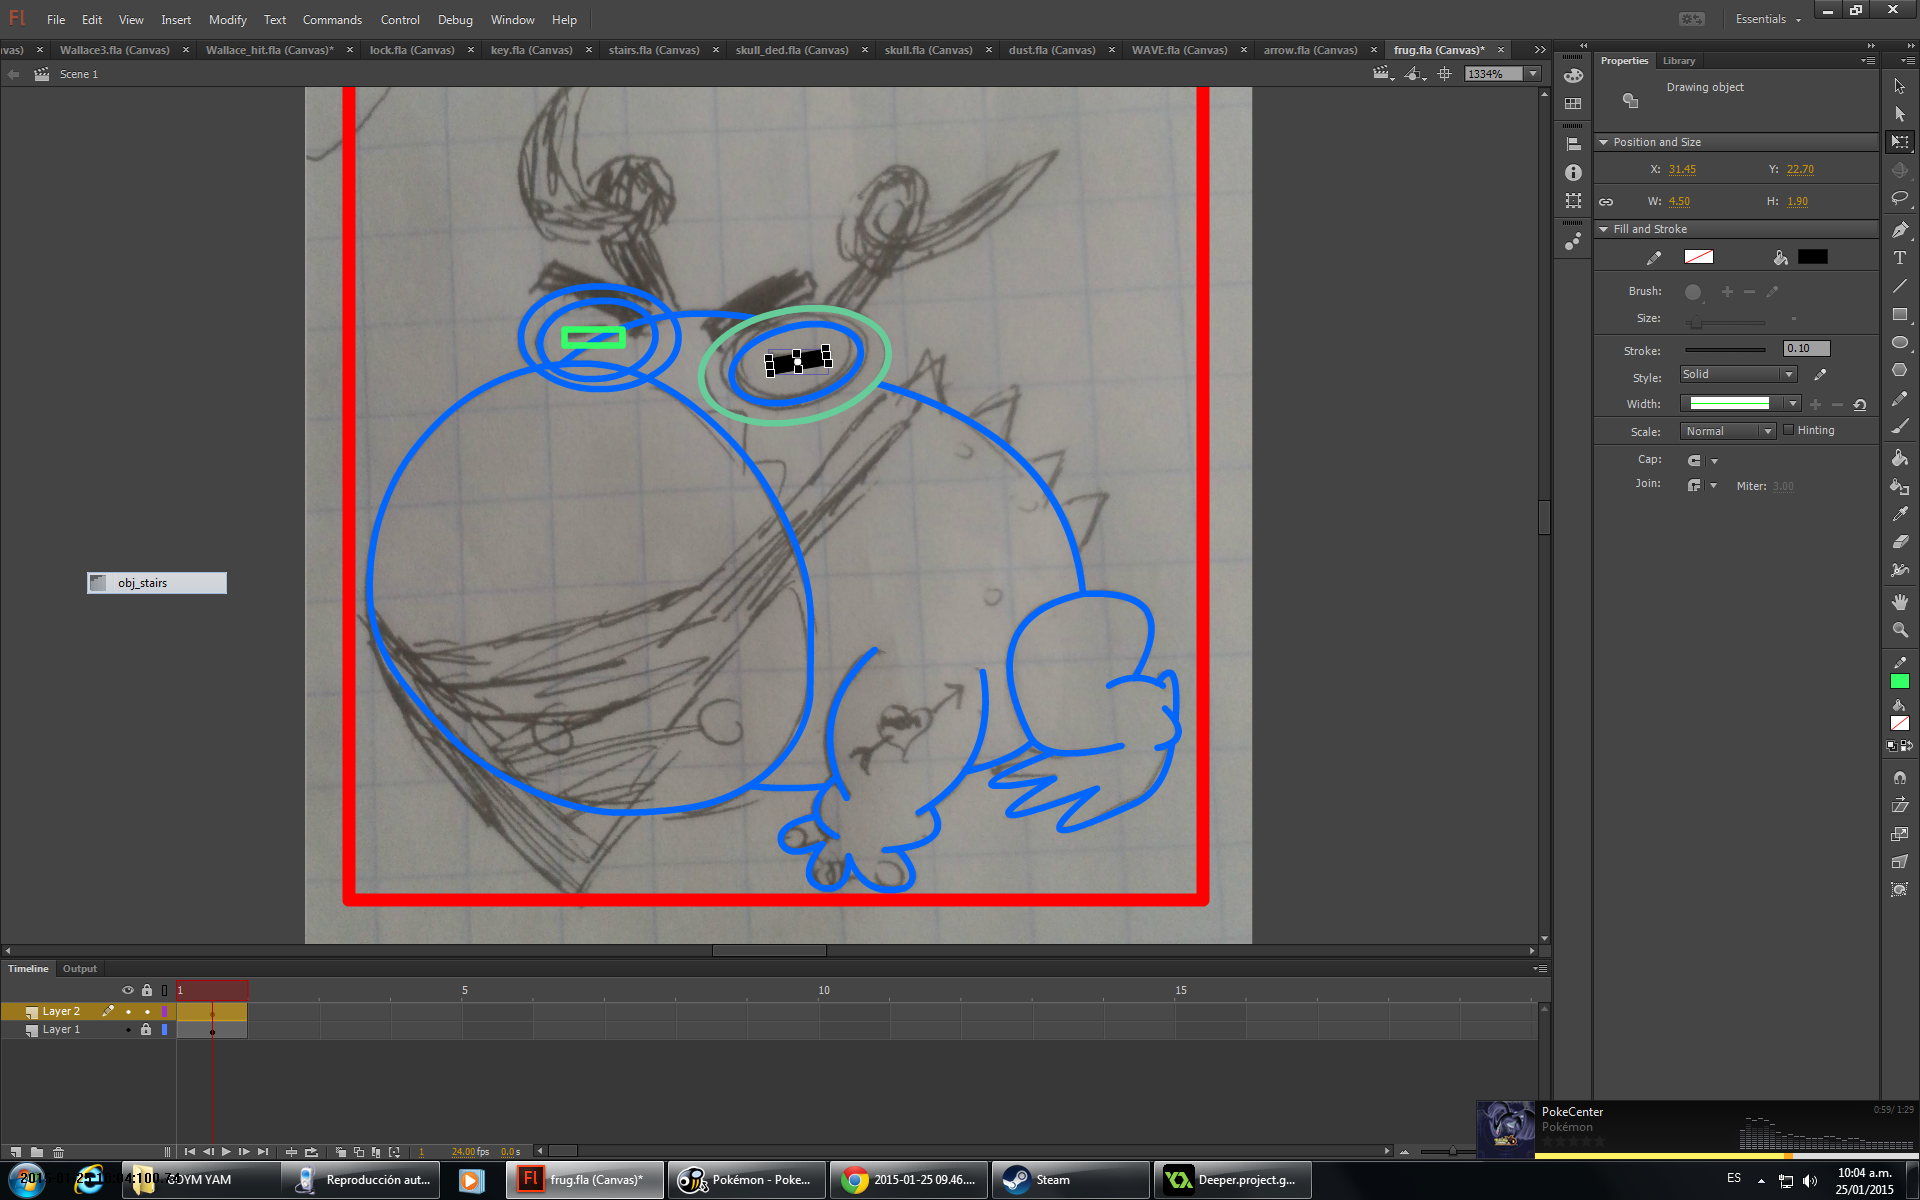 Fl File Edit View Insert Modify Text Commands Control Debug Window Help Essentials
vas) × Wallace3.fla (Canvas) × Wallace_hit.fla (Canvas)* × lock.fla (Canvas) × key.fla (Canvas) × stairs.fla (Canvas) × skull_ded.fla (Canvas) × skull.fla (Canvas) × dust.fla (Canvas) × WAVE.fla (Canvas) × arrow.fla (Canvas) × frug.fla (Canvas)* ×
Scene 1 1334%
Properties Library
Drawing object
Position and Size
X: 31.45 Y: 22.70
W: 4.50 H: 1.90
Fill and Stroke
Brush:
Size:
Stroke: 0.10
Style: Solid
Width:
Scale: Normal Hinting
Cap:
Join: Miter: 3.00
obj_stairs
Timeline Output
1 5 10 15
Layer 2
Layer 1
1 24.00 fps 0.0 s
PokeCenter 0:59/ 1:29
Pokémon
2015-01-25 10:04:100.74
YAM
Reproducción aut...
Fl frug.fla (Canvas)*
Pokémon - Poke...
2015-01-25 09.46....
Steam
Deeper.project.g...
ES
10:04 a.m.
25/01/2015